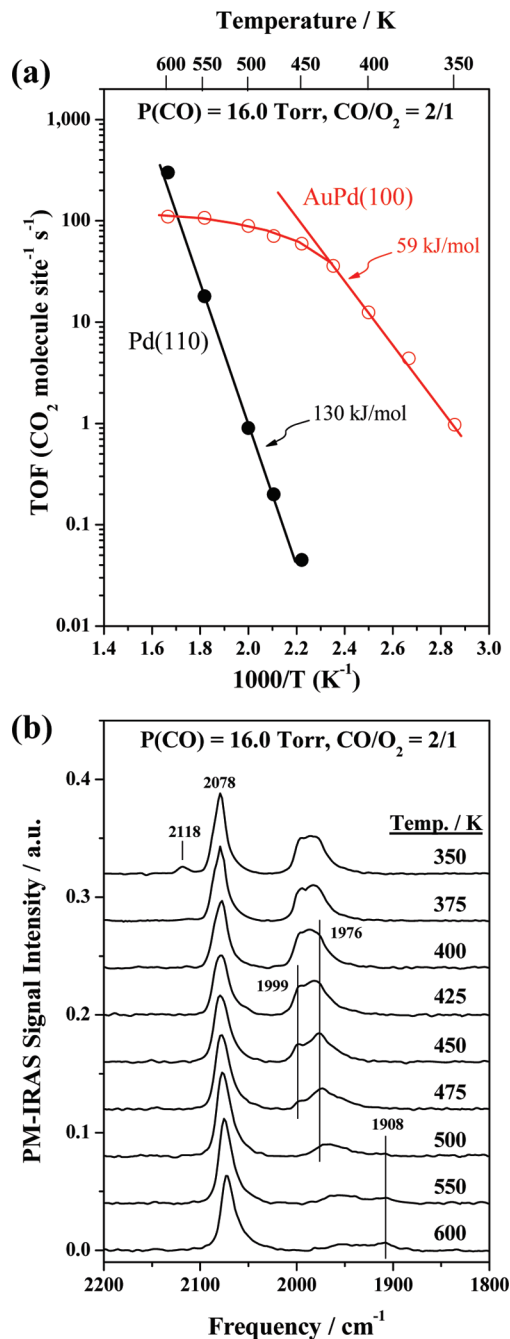 Temperature / K
(a)
600 550 500 450 400 350
P(CO) = 16.0 Torr, CO/O₂ = 2/1
1,000
100
10
1
0.1
0.01
TOF (CO₂ molecule site⁻¹ s⁻¹)
AuPd(100)
59 kJ/mol
Pd(110)
130 kJ/mol
1.4 1.6 1.8 2.0 2.2 2.4 2.6 2.8 3.0
1000/T (K⁻¹)
(b)
P(CO) = 16.0 Torr, CO/O₂ = 2/1
0.4
0.3
0.2
0.1
0.0
PM-IRAS Signal Intensity / a.u.
2078
2118
1976
1999
1908
Temp. / K
350
375
400
425
450
475
500
550
600
2200 2100 2000 1900 1800
Frequency / cm⁻¹